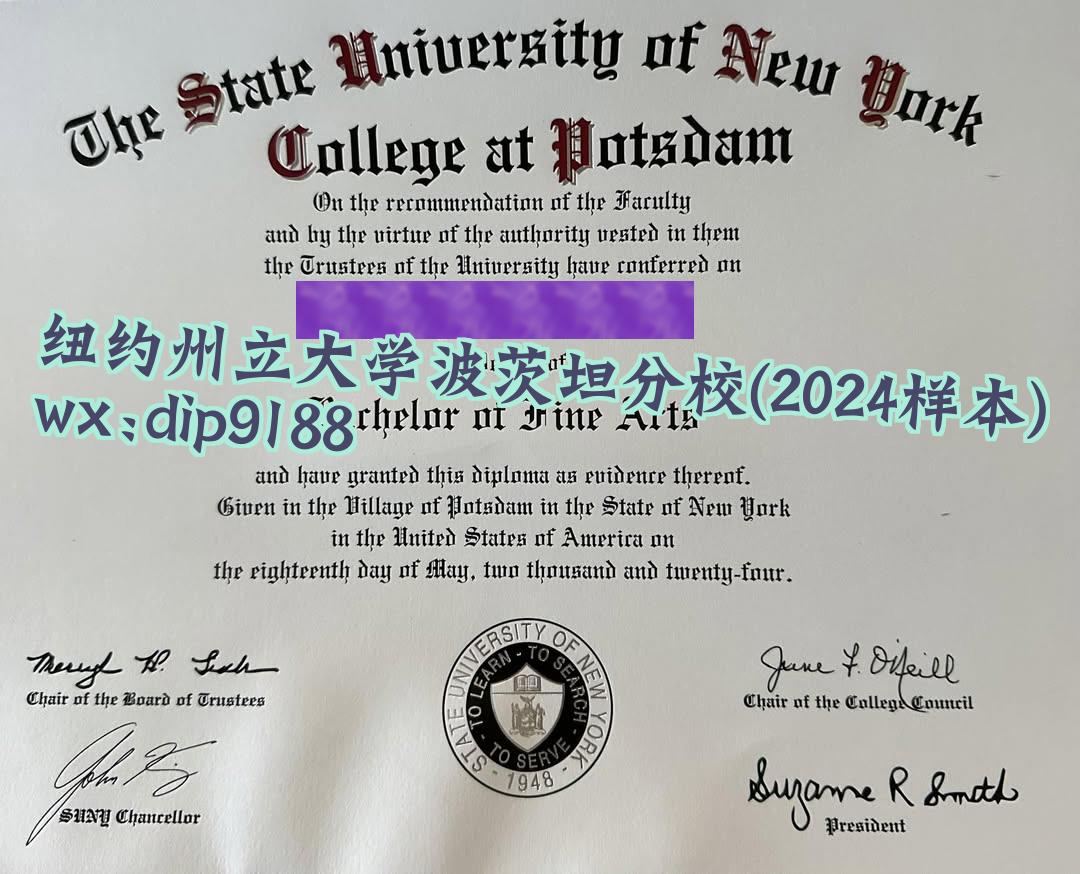 The State University of New York
College at Potsdam
On the recommendation of the Faculty
and by the virtue of the authority vested in them
the Trustees of the University have conferred on
纽约州立大学波茨坦分校(2024样本)
of
wx:dip9188
of Fine Arts
and have granted this diploma as evidence thereof.
Given in the Village of Potsdam in the State of New York
in the United States of America on
the eighteenth day of May, two thousand and twenty-four.
Chair of the Board of Trustees
June F. O'Neill
Chair of the College Council
STATE UNIVERSITY OF NEW YORK
TO LEARN - TO SEARCH - TO SERVE
1948
John
SUNY Chancellor
Suzanne R Smith
President